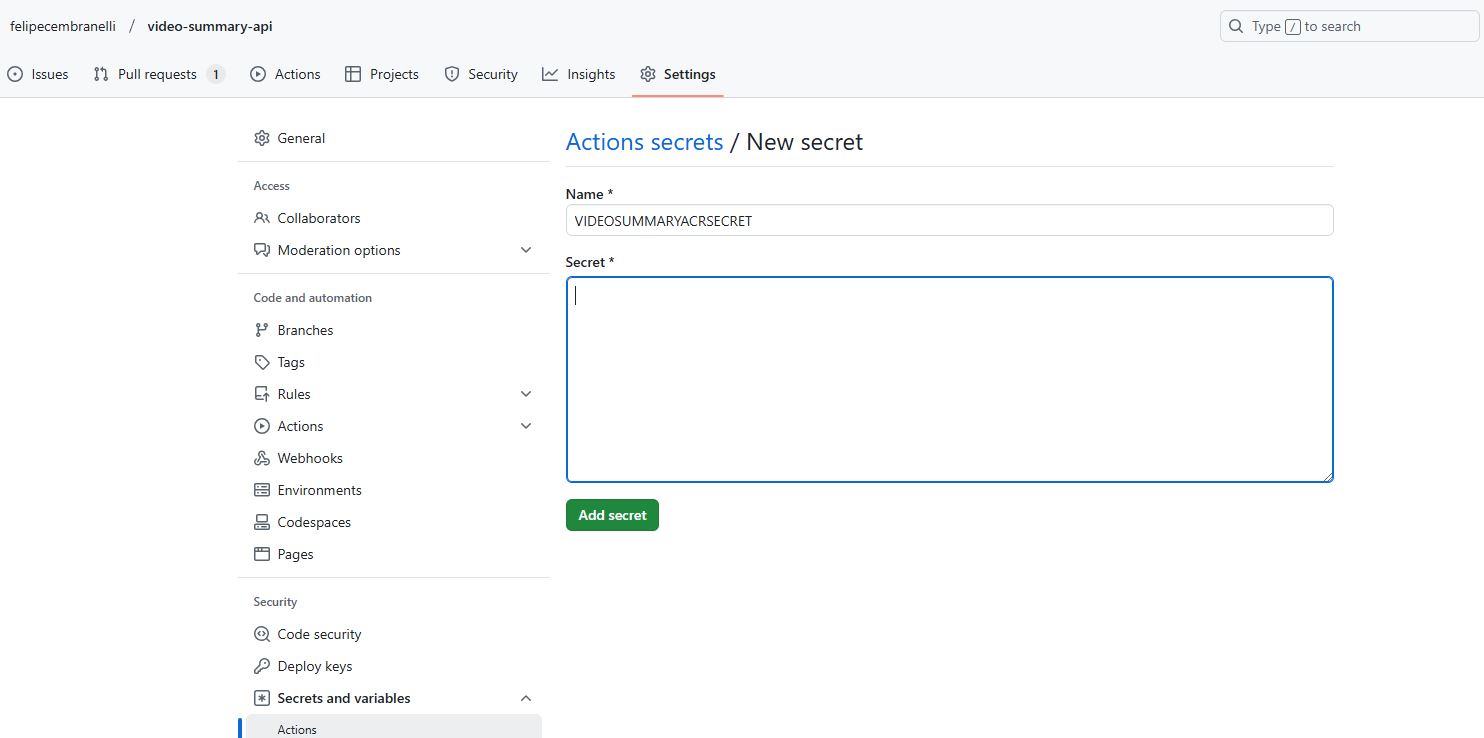 felipecembranelli / video-summary-api
Type / to search
Issues Pull requests 1 Actions Projects Security Insights Settings
General
Access
Collaborators
Moderation options
Code and automation
Branches
Tags
Rules
Actions
Webhooks
Environments
Codespaces
Pages
Security
Code security
Deploy keys
Secrets and variables
Actions
Actions secrets / New secret
Name *
VIDEOSUMMARYACRSECRET
Secret *
Add secret